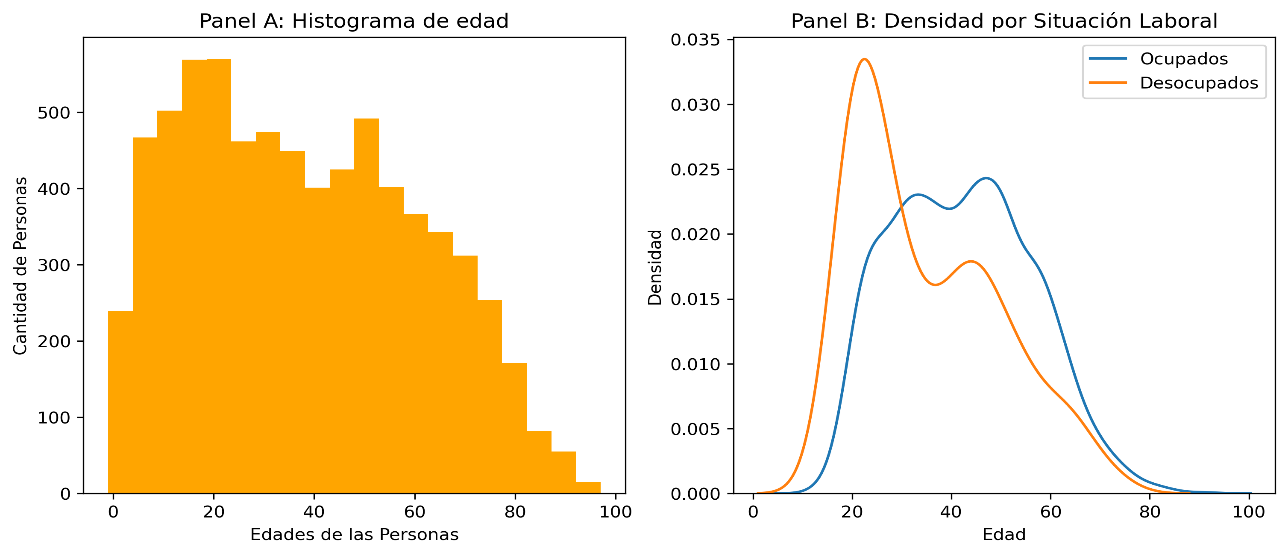 Panel A: Histograma de edad
Cantidad de Personas
500
400
300
200
100
0
0 20 40 60 80 100
Edades de las Personas
Panel B: Densidad por Situación Laboral
Ocupados
Desocupados
Densidad
0.035
0.030
0.025
0.020
0.015
0.010
0.005
0.000
0 20 40 60 80 100
Edad